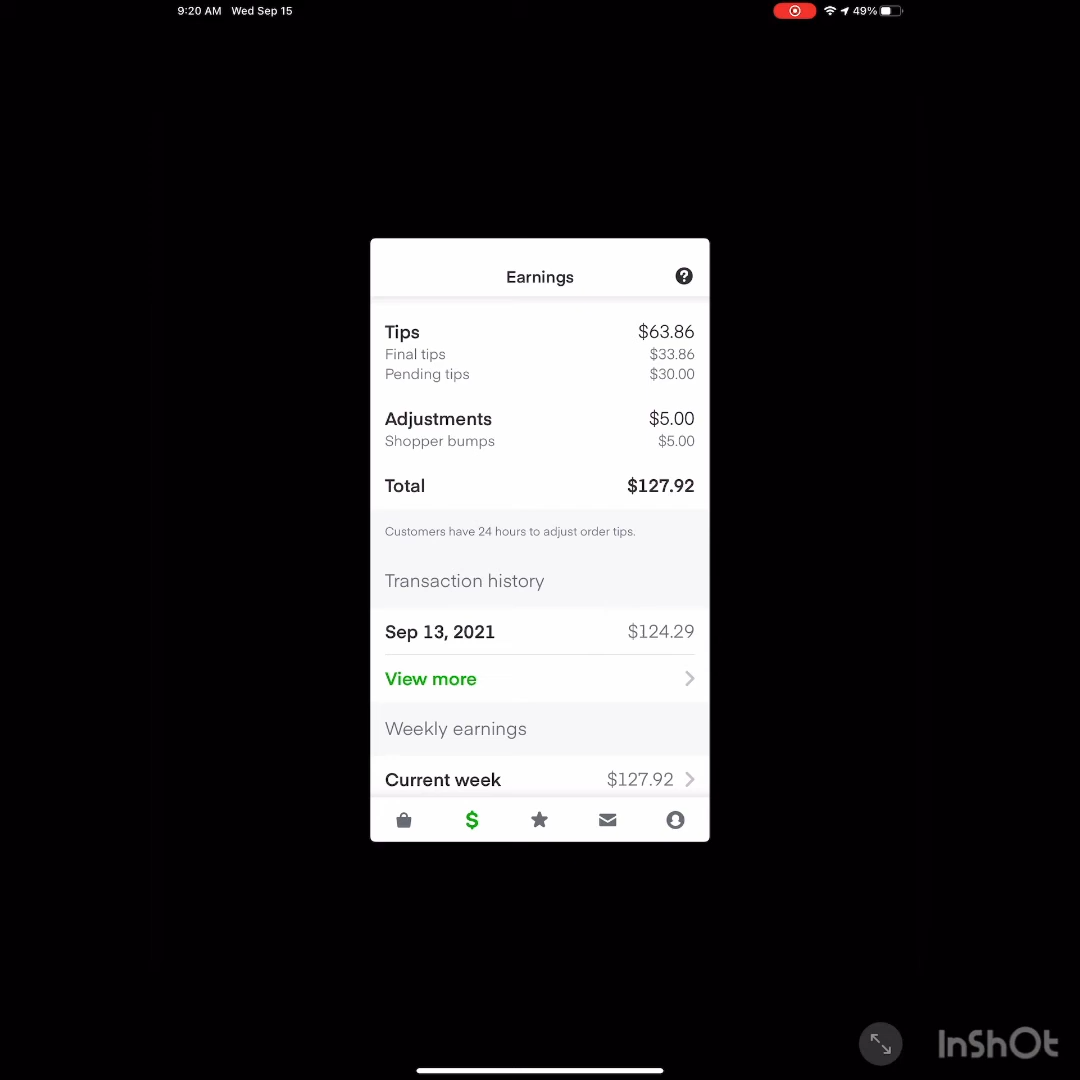 9:20 AM Wed Sep 15 49%
Earnings
Tips $63.86
Final tips $33.86
Pending tips $30.00
Adjustments $5.00
Shopper bumps $5.00
Total $127.92
Customers have 24 hours to adjust order tips.
Transaction history
Sep 13, 2021 $124.29
View more
Weekly earnings
Current week $127.92
$
InShOt